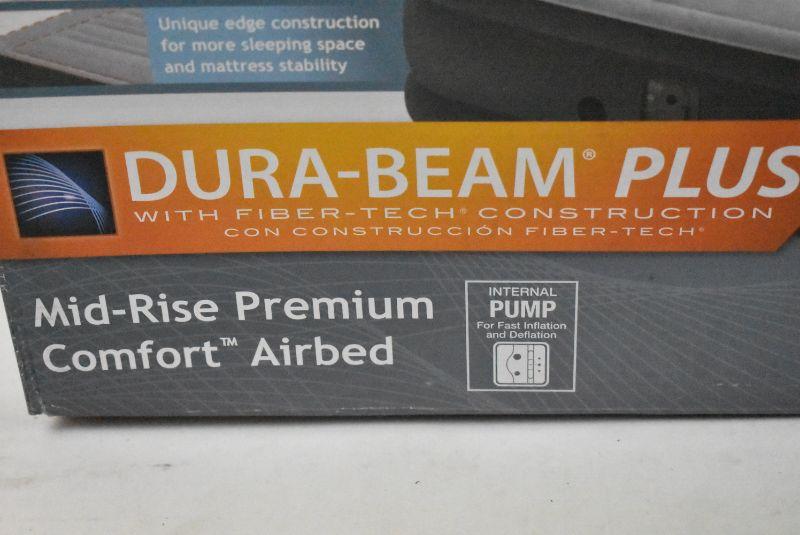 Unique edge construction
for more sleeping space
and mattress stability
DURA-BEAM® PLUS
WITH FIBER-TECH® CONSTRUCTION
CON CONSTRUCCIÓN FIBER-TECH®
Mid-Rise Premium
Comfort™ Airbed
INTERNAL
PUMP
For Fast Inflation
and Deflation